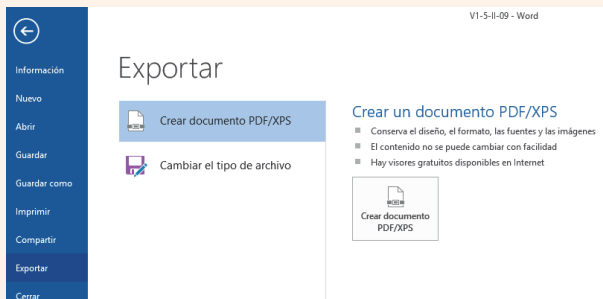 V1-5-II-09 - Word
Información
Nuevo
Abrir
Guardar
Guardar como
Imprimir
Compartir
Exportar
Cerrar
Exportar
Crear documento PDF/XPS
Cambiar el tipo de archivo
Crear un documento PDF/XPS
Conserva el diseño, el formato, las fuentes y las imágenes
El contenido no se puede cambiar con facilidad
Hay visores gratuitos disponibles en Internet
Crear documento
PDF/XPS